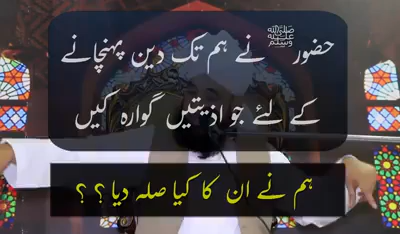 حضور ﷺ نے ہم تک دین پہنچانے
کے لئے جو اذیتیں گوارہ کیں
ہم نے ان کا کیا صلہ دیا ؟ ؟